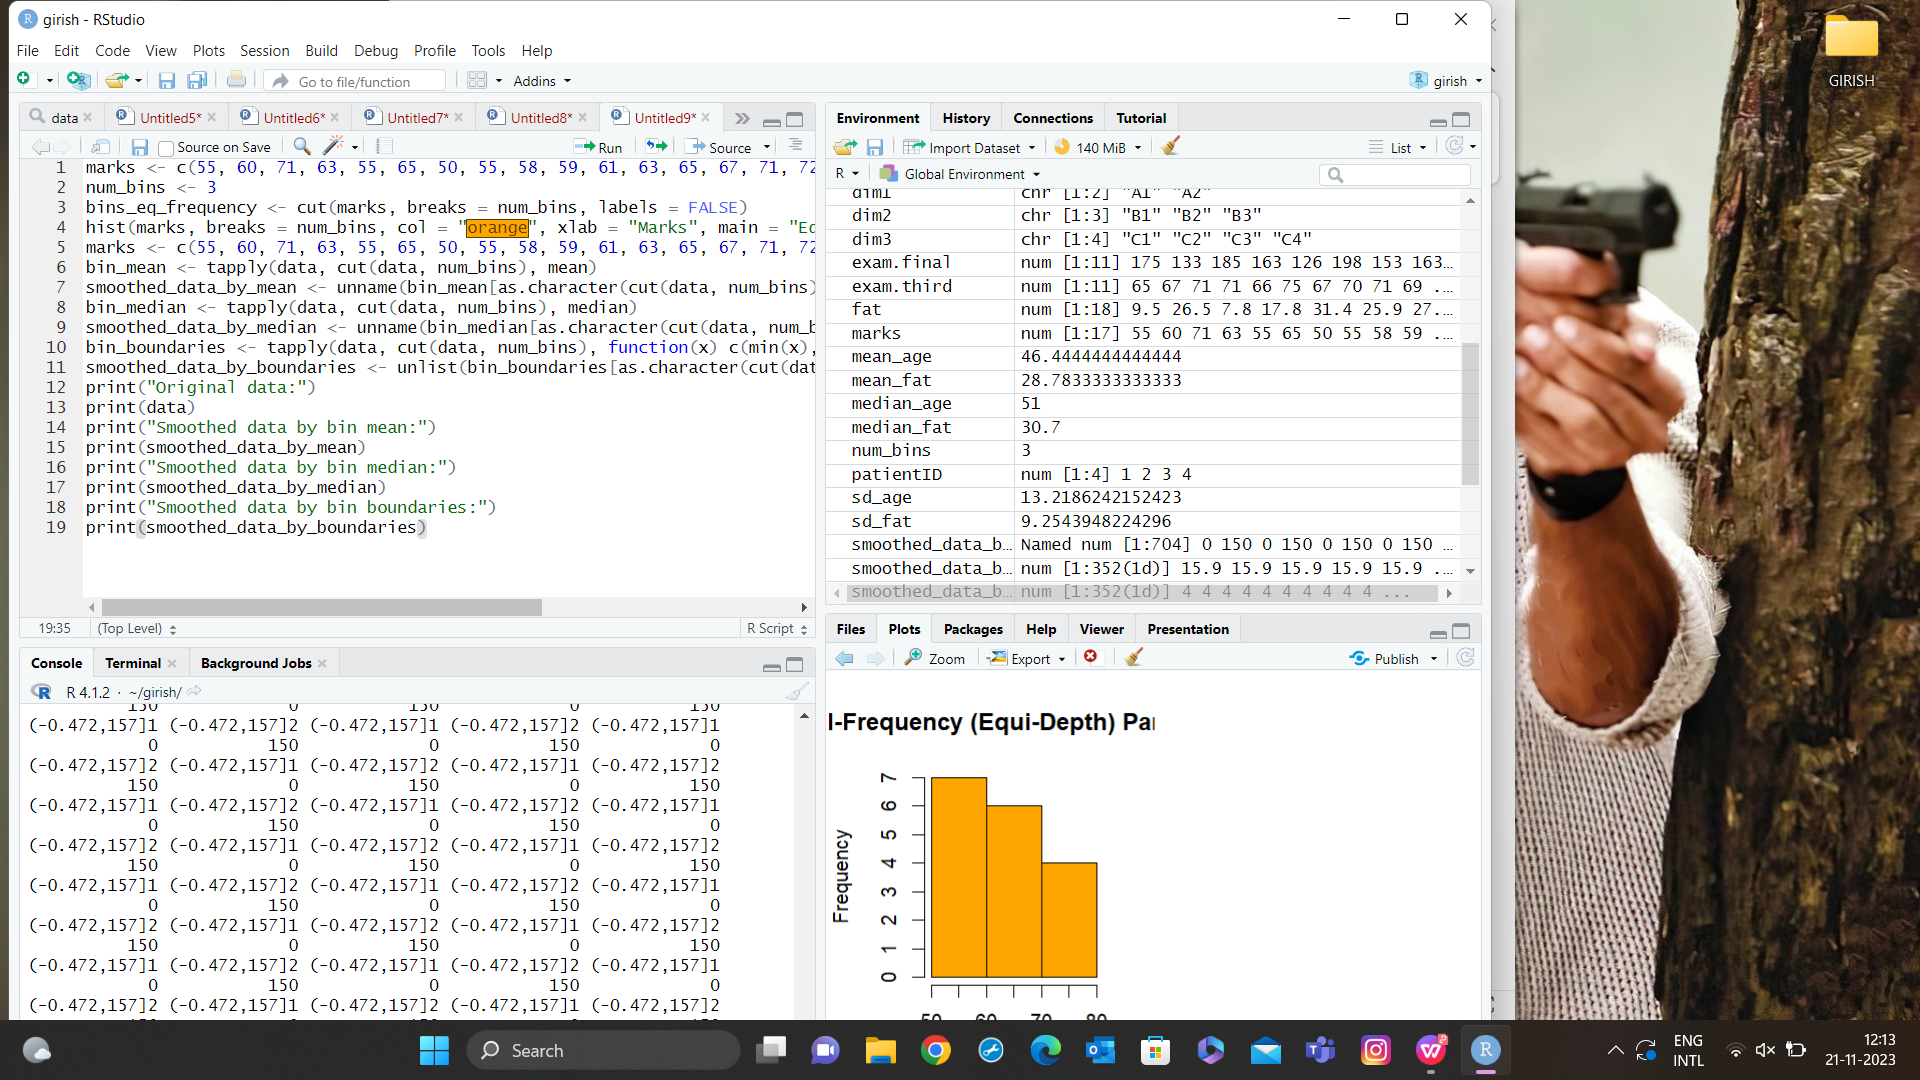 girish - RStudio
File Edit Code View Plots Session Build Debug Profile Tools Help
Go to file/function Addins girish
data Untitled5* Untitled6* Untitled7* Untitled8* Untitled9*
Source on Save Run Source
1 marks <- c(55, 60, 71, 63, 55, 65, 50, 55, 58, 59, 61, 63, 65, 67, 71, 72
2 num_bins <- 3
3 bins_eq_frequency <- cut(marks, breaks = num_bins, labels = FALSE)
4 hist(marks, breaks = num_bins, col = "orange", xlab = "Marks", main = "Eq
5 marks <- c(55, 60, 71, 63, 55, 65, 50, 55, 58, 59, 61, 63, 65, 67, 71, 72
6 bin_mean <- tapply(data, cut(data, num_bins), mean)
7 smoothed_data_by_mean <- unname(bin_mean[as.character(cut(data, num_bins)
8 bin_median <- tapply(data, cut(data, num_bins), median)
9 smoothed_data_by_median <- unname(bin_median[as.character(cut(data, num_b
10 bin_boundaries <- tapply(data, cut(data, num_bins), function(x) c(min(x),
11 smoothed_data_by_boundaries <- unlist(bin_boundaries[as.character(cut(dat
12 print("Original data:")
13 print(data)
14 print("Smoothed data by bin mean:")
15 print(smoothed_data_by_mean)
16 print("Smoothed data by bin median:")
17 print(smoothed_data_by_median)
18 print("Smoothed data by bin boundaries:")
19 print(smoothed_data_by_boundaries)
19:35 (Top Level) R Script
Console Terminal Background Jobs
R 4.1.2 · ~/girish/
150 0 150 0 150
(-0.472,157]1 (-0.472,157]2 (-0.472,157]1 (-0.472,157]2 (-0.472,157]1
0 150 0 150 0
(-0.472,157]2 (-0.472,157]1 (-0.472,157]2 (-0.472,157]1 (-0.472,157]2
150 0 150 0 150
(-0.472,157]1 (-0.472,157]2 (-0.472,157]1 (-0.472,157]2 (-0.472,157]1
0 150 0 150 0
(-0.472,157]2 (-0.472,157]1 (-0.472,157]2 (-0.472,157]1 (-0.472,157]2
150 0 150 0 150
(-0.472,157]1 (-0.472,157]2 (-0.472,157]1 (-0.472,157]2 (-0.472,157]1
0 150 0 150 0
(-0.472,157]2 (-0.472,157]1 (-0.472,157]2 (-0.472,157]1 (-0.472,157]2
150 0 150 0 150
(-0.472,157]1 (-0.472,157]2 (-0.472,157]1 (-0.472,157]2 (-0.472,157]1
0 150 0 150 0
(-0.472,157]2 (-0.472,157]1 (-0.472,157]2 (-0.472,157]1 (-0.472,157]2
Environment History Connections Tutorial
Import Dataset 140 MiB List
R Global Environment
dim1 chr [1:2] "A1" "A2"
dim2 chr [1:3] "B1" "B2" "B3"
dim3 chr [1:4] "C1" "C2" "C3" "C4"
exam.final num [1:11] 175 133 185 163 126 198 153 163...
exam.third num [1:11] 65 67 71 71 66 75 67 70 71 69 ...
fat num [1:18] 9.5 26.5 7.8 17.8 31.4 25.9 27...
marks num [1:17] 55 60 71 63 55 65 50 55 58 59 ...
mean_age 46.4444444444444
mean_fat 28.7833333333333
median_age 51
median_fat 30.7
num_bins 3
patientID num [1:4] 1 2 3 4
sd_age 13.2186242152423
sd_fat 9.2543948224296
smoothed_data_b... Named num [1:704] 0 150 0 150 0 150 0 150 ...
smoothed_data_b... num [1:352(1d)] 15.9 15.9 15.9 15.9 15.9 ...
smoothed_data_b... num [1:352(1d)] 4 4 4 4 4 4 4 4 4 4 ...
Files Plots Packages Help Viewer Presentation
Zoom Export Publish
l-Frequency (Equi-Depth) Par
Frequency
0 1 2 3 4 5 6 7
50 60 70 80
GIRISH
Search
ENG
INTL
12:13
21-11-2023